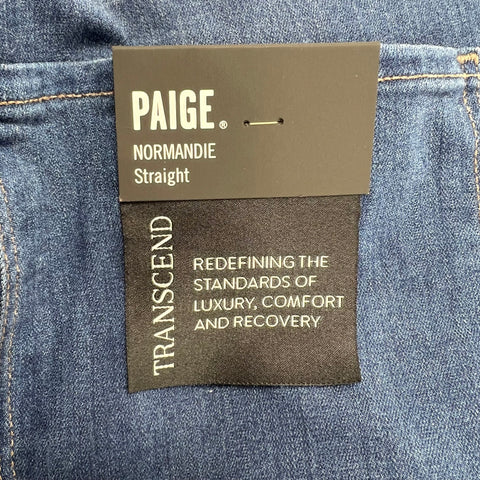 PAIGE®
NORMANDIE
Straight
TRANSCEND
REDEFINING THE
STANDARDS OF
LUXURY, COMFORT
AND RECOVERY